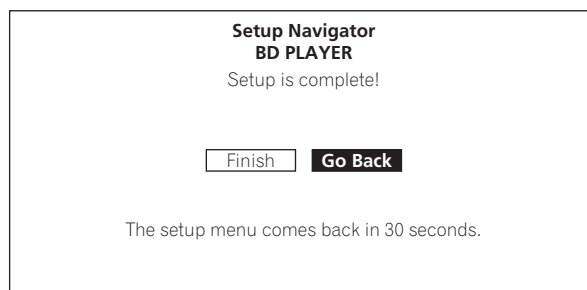 Setup Navigator
BD PLAYER
Setup is complete!
Finish Go Back
The setup menu comes back in 30 seconds.